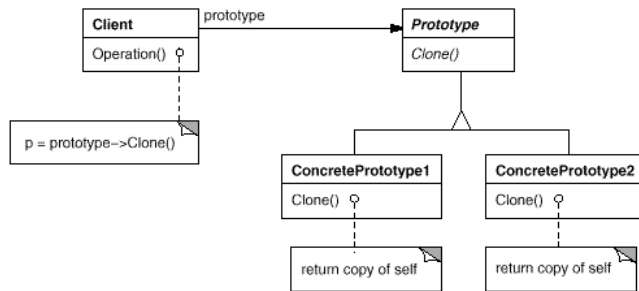 Client
prototype
Prototype
Operation()
Clone()
p = prototype->Clone()
ConcretePrototype1
ConcretePrototype2
Clone()
Clone()
return copy of self
return copy of self